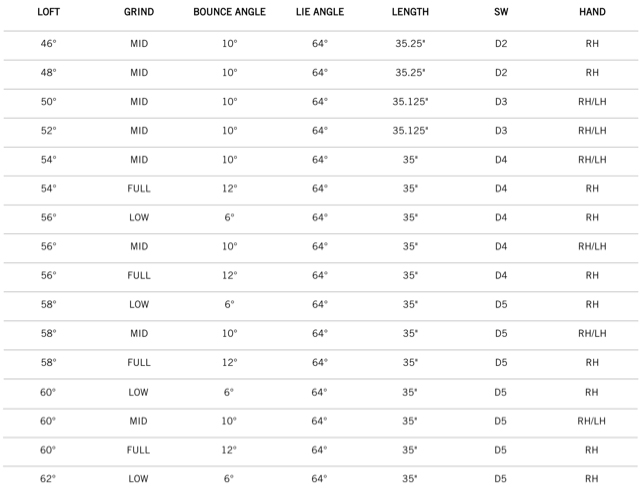 LOFT GRIND BOUNCE ANGLE LIE ANGLE LENGTH SW HAND
46° MID 10° 64° 35.25" D2 RH
48° MID 10° 64° 35.25" D2 RH
50° MID 10° 64° 35.125" D3 RH/LH
52° MID 10° 64° 35.125" D3 RH/LH
54° MID 10° 64° 35" D4 RH/LH
54° FULL 12° 64° 35" D4 RH
56° LOW 6° 64° 35" D4 RH
56° MID 10° 64° 35" D4 RH/LH
56° FULL 12° 64° 35" D4 RH
58° LOW 6° 64° 35" D5 RH
58° MID 10° 64° 35" D5 RH/LH
58° FULL 12° 64° 35" D5 RH
60° LOW 6° 64° 35" D5 RH
60° MID 10° 64° 35" D5 RH/LH
60° FULL 12° 64° 35" D5 RH
62° LOW 6° 64° 35" D5 RH